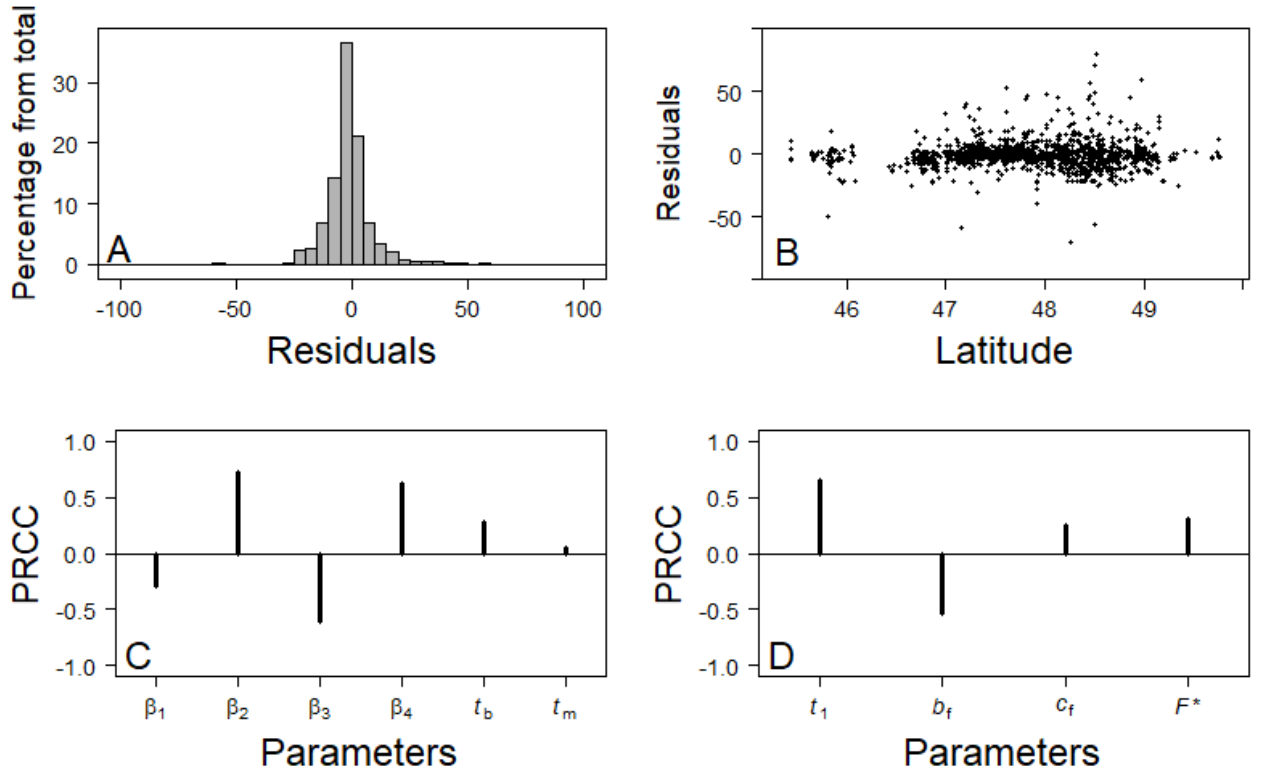 Percentage from total
30
20
10
0
A
-100 -50 0 50 100
Residuals
Residuals
50
0
-50
B
46 47 48 49
Latitude
PRCC
1.0
0.5
0.0
-0.5
-1.0
C
β1 β2 β3 β4 tb tm
Parameters
PRCC
1.0
0.5
0.0
-0.5
-1.0
D
t1 bf cf F*
Parameters